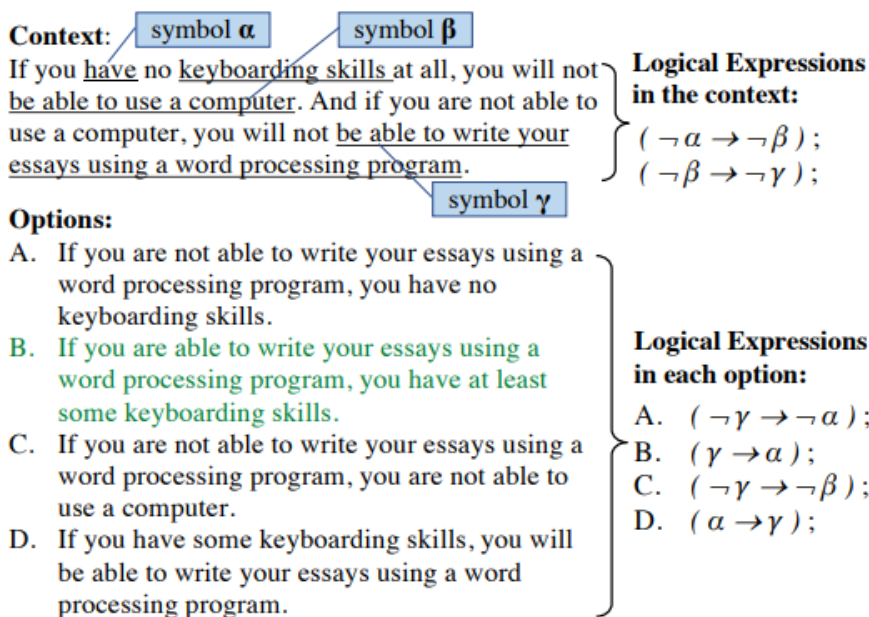 symbol α
symbol β
Context:
If you have no keyboarding skills at all, you will not
be able to use a computer. And if you are not able to
use a computer, you will not be able to write your
essays using a word processing program.
symbol γ
Logical Expressions
in the context:
( ¬α → ¬β );
( ¬β → ¬γ );
Options:
A. If you are not able to write your essays using a
word processing program, you have no
keyboarding skills.
B. If you are able to write your essays using a
word processing program, you have at least
some keyboarding skills.
C. If you are not able to write your essays using a
word processing program, you are not able to
use a computer.
D. If you have some keyboarding skills, you will
be able to write your essays using a word
processing program.
Logical Expressions
in each option:
A. ( ¬γ → ¬α );
B. ( γ → α );
C. ( ¬γ → ¬β );
D. ( α → γ );